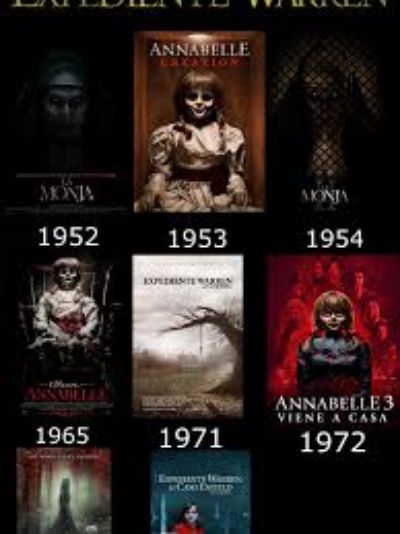 EXPEDIENTE WARREN
ANNABELLE
CREATION
LA
MONJA
LA
MONJA
1952
1953
1954
ANNABELLE
EXPEDIENTE WARREN
ANNABELLE 3
VIENE A CASA
1965
1971
1972
EXPEDIENTE WARREN:
EL CASO ENFIELD